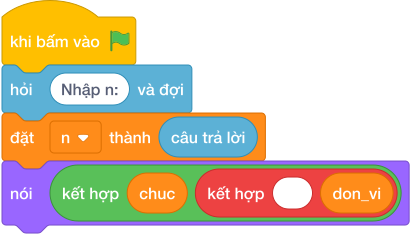 khi bấm vào
hỏi Nhập n: và đợi
đặt n thành câu trả lời
nói kết hợp chuc kết hợp don_vi